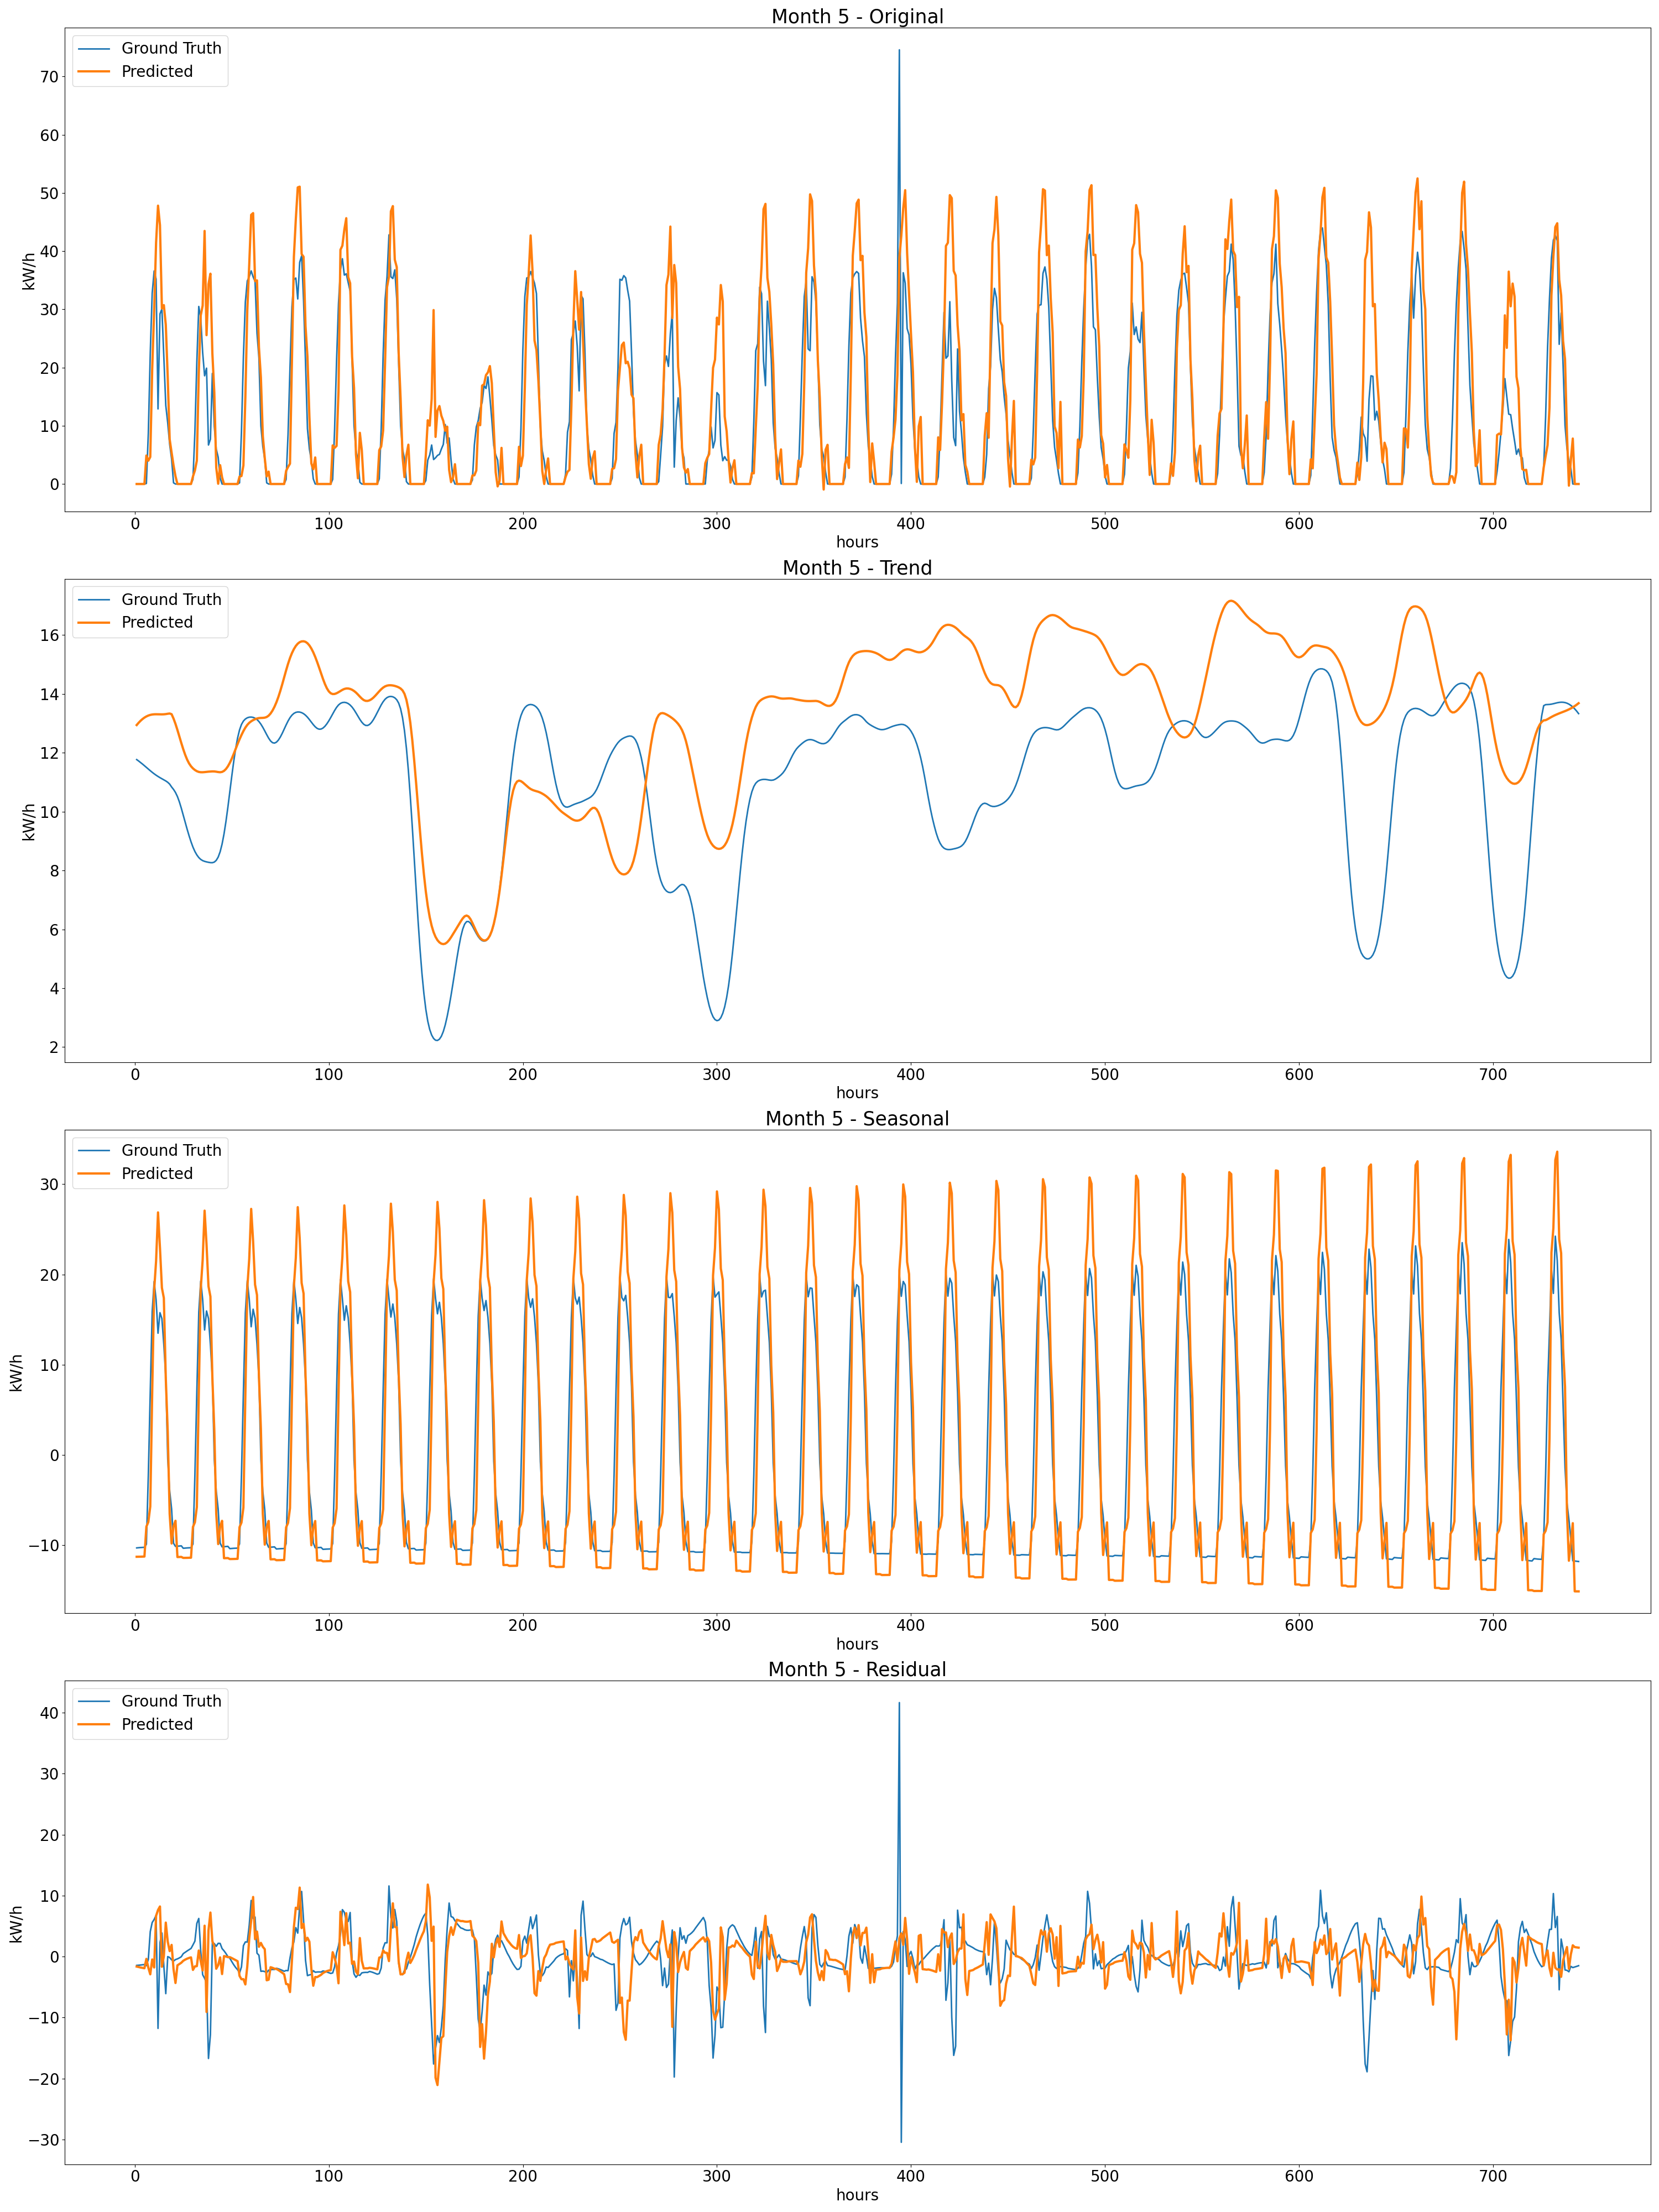 Month 5 - Original
Ground Truth
Predicted
kW/h
70
60
50
40
30
20
10
0
0 100 200 300 400 500 600 700
hours
Month 5 - Trend
Ground Truth
Predicted
kW/h
16
14
12
10
8
6
4
2
0 100 200 300 400 500 600 700
hours
Month 5 - Seasonal
Ground Truth
Predicted
kW/h
30
20
10
0
−10
0 100 200 300 400 500 600 700
hours
Month 5 - Residual
Ground Truth
Predicted
kW/h
40
30
20
10
0
−10
−20
−30
0 100 200 300 400 500 600 700
hours